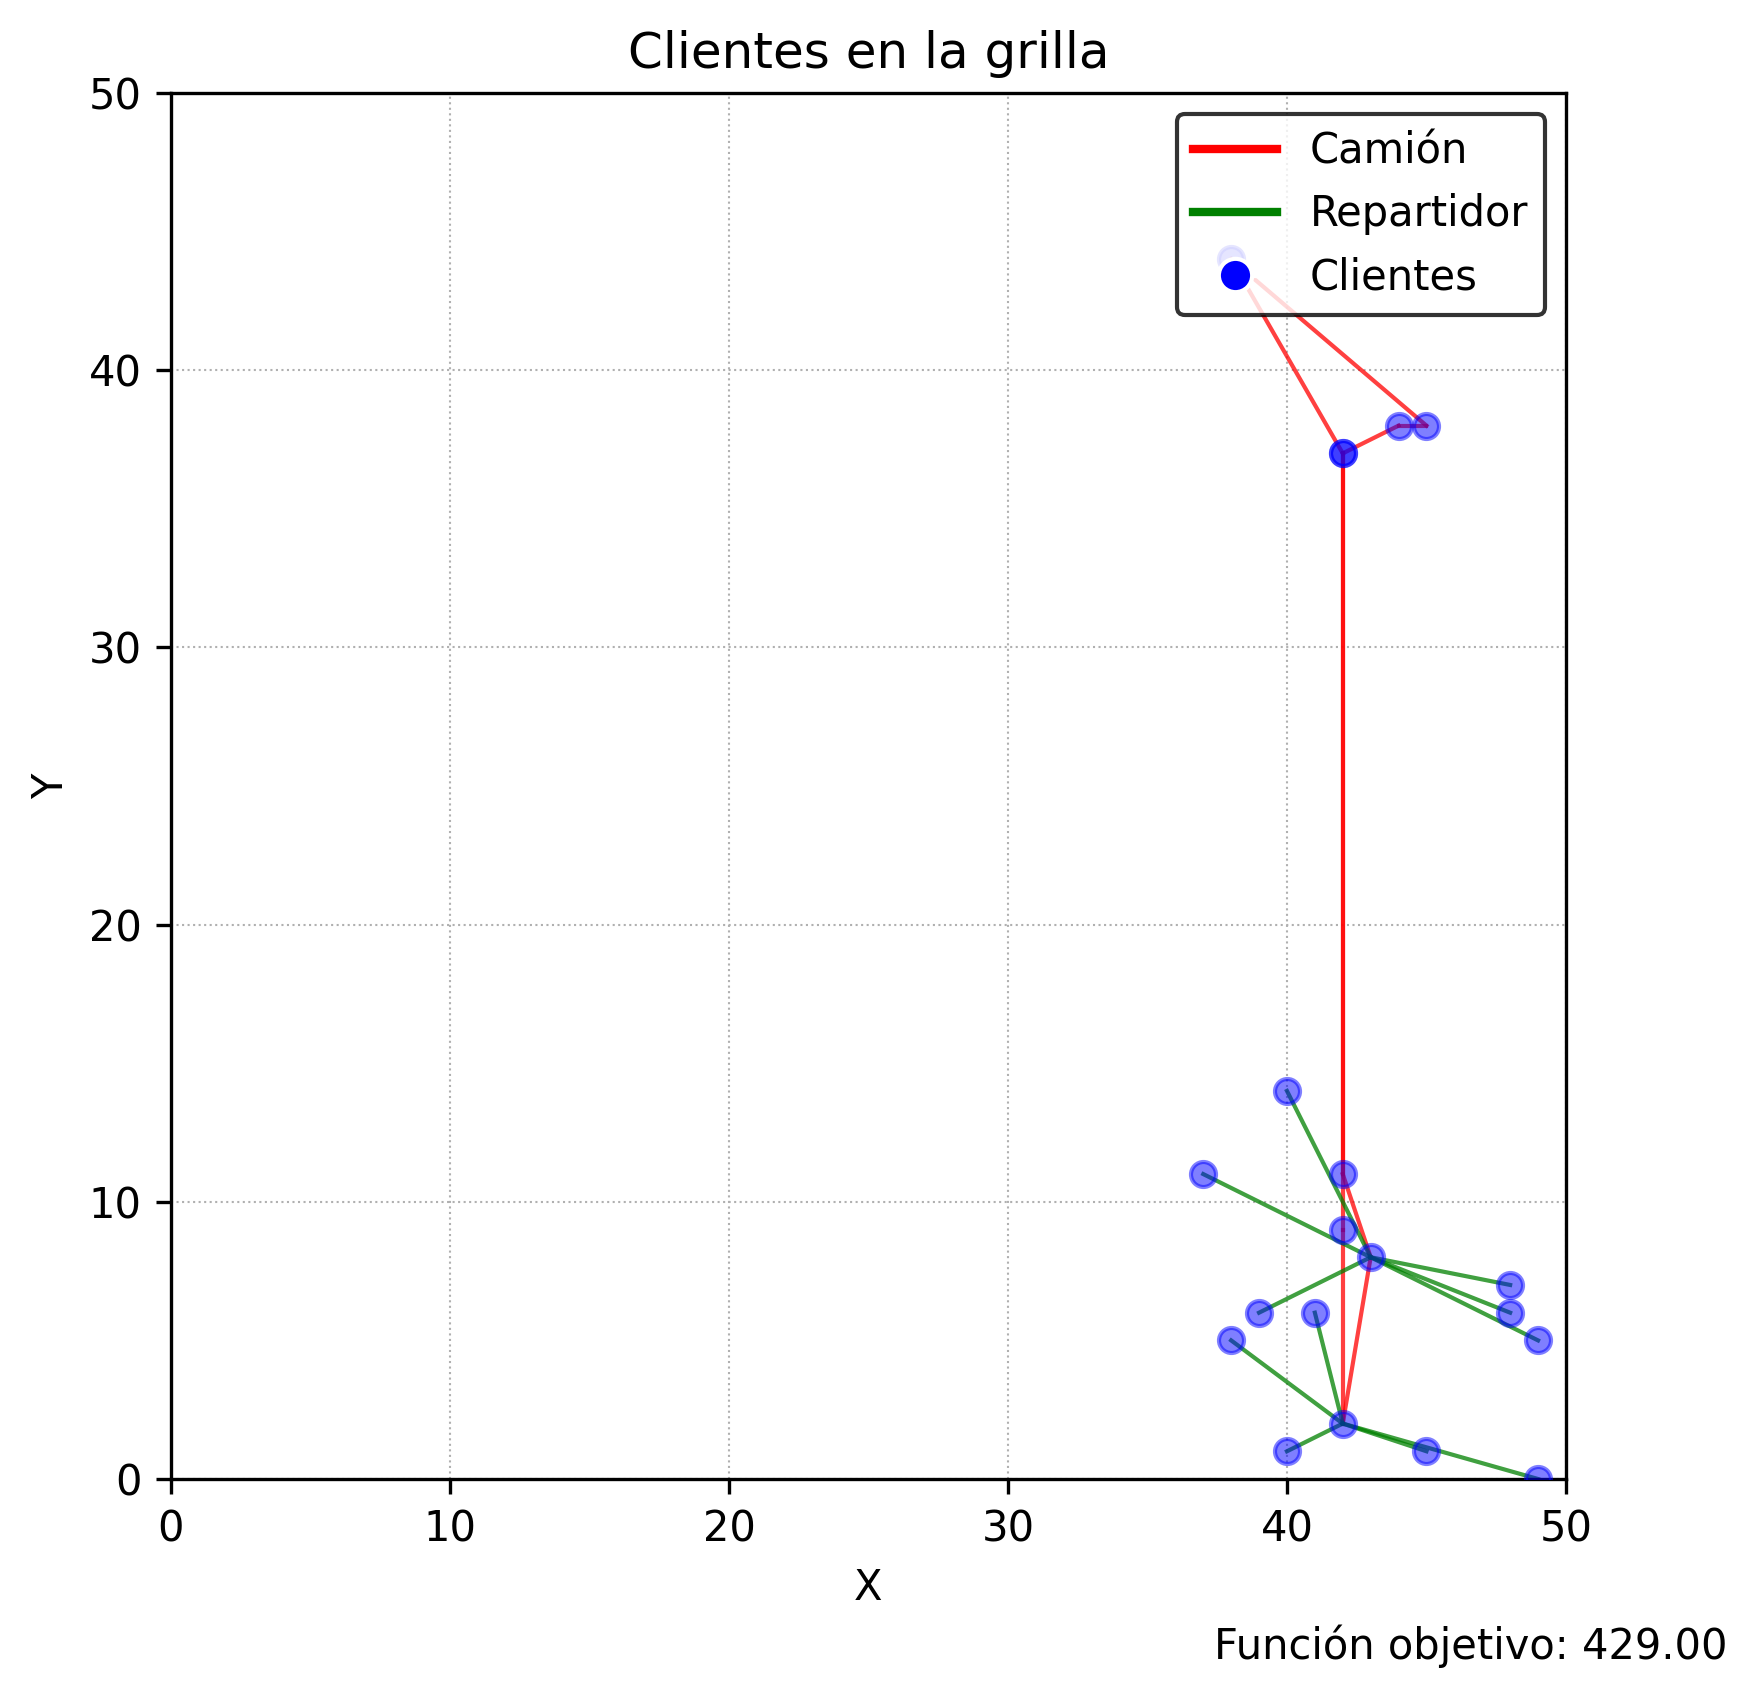 Clientes en la grilla
50
40
30
20
10
0
Y
Camión
Repartidor
Clientes
0 10 20 30 40 50
X
Función objetivo: 429.00